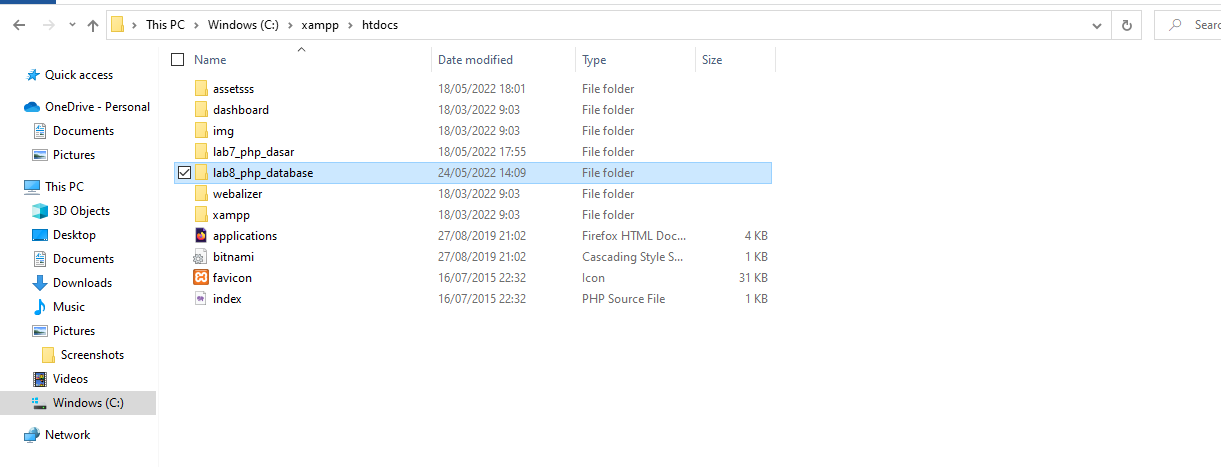 This PC Windows (C:) xampp htdocs Searc
Name Date modified Type Size
Quick access
OneDrive - Personal
Documents
Pictures
This PC
3D Objects
Desktop
Documents
Downloads
Music
Pictures
Screenshots
Videos
Windows (C:)
Network
assetsss 18/05/2022 18:01 File folder
dashboard 18/03/2022 9:03 File folder
img 18/03/2022 9:03 File folder
lab7_php_dasar 18/05/2022 17:55 File folder
lab8_php_database 24/05/2022 14:09 File folder
webalizer 18/03/2022 9:03 File folder
xampp 18/03/2022 9:03 File folder
applications 27/08/2019 21:02 Firefox HTML Doc... 4 KB
bitnami 27/08/2019 21:02 Cascading Style S... 1 KB
favicon 16/07/2015 22:32 Icon 31 KB
index 16/07/2015 22:32 PHP Source File 1 KB